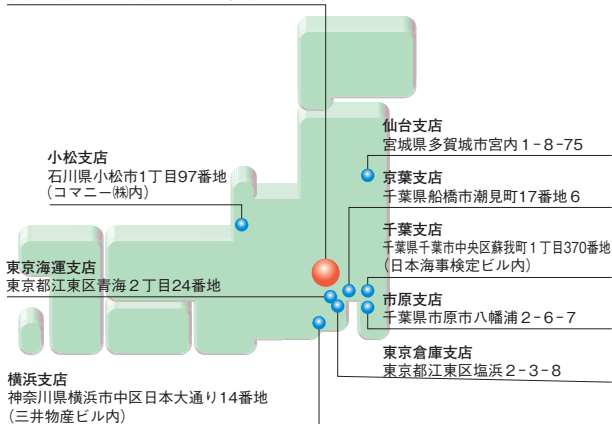 仙台支店
宮城県多賀城市宮内1-8-75
小松支店
石川県小松市1丁目97番地
(コマニー㈱内)
京葉支店
千葉県船橋市潮見町17番地6
千葉支店
千葉県千葉市中央区蘇我町1丁目370番地
(日本海事検定ビル内)
東京海運支店
東京都江東区青海2丁目24番地
市原支店
千葉県市原市八幡浦2-6-7
東京倉庫支店
東京都江東区塩浜2-3-8
横浜支店
神奈川県横浜市中区日本大通り14番地
(三井物産ビル内)